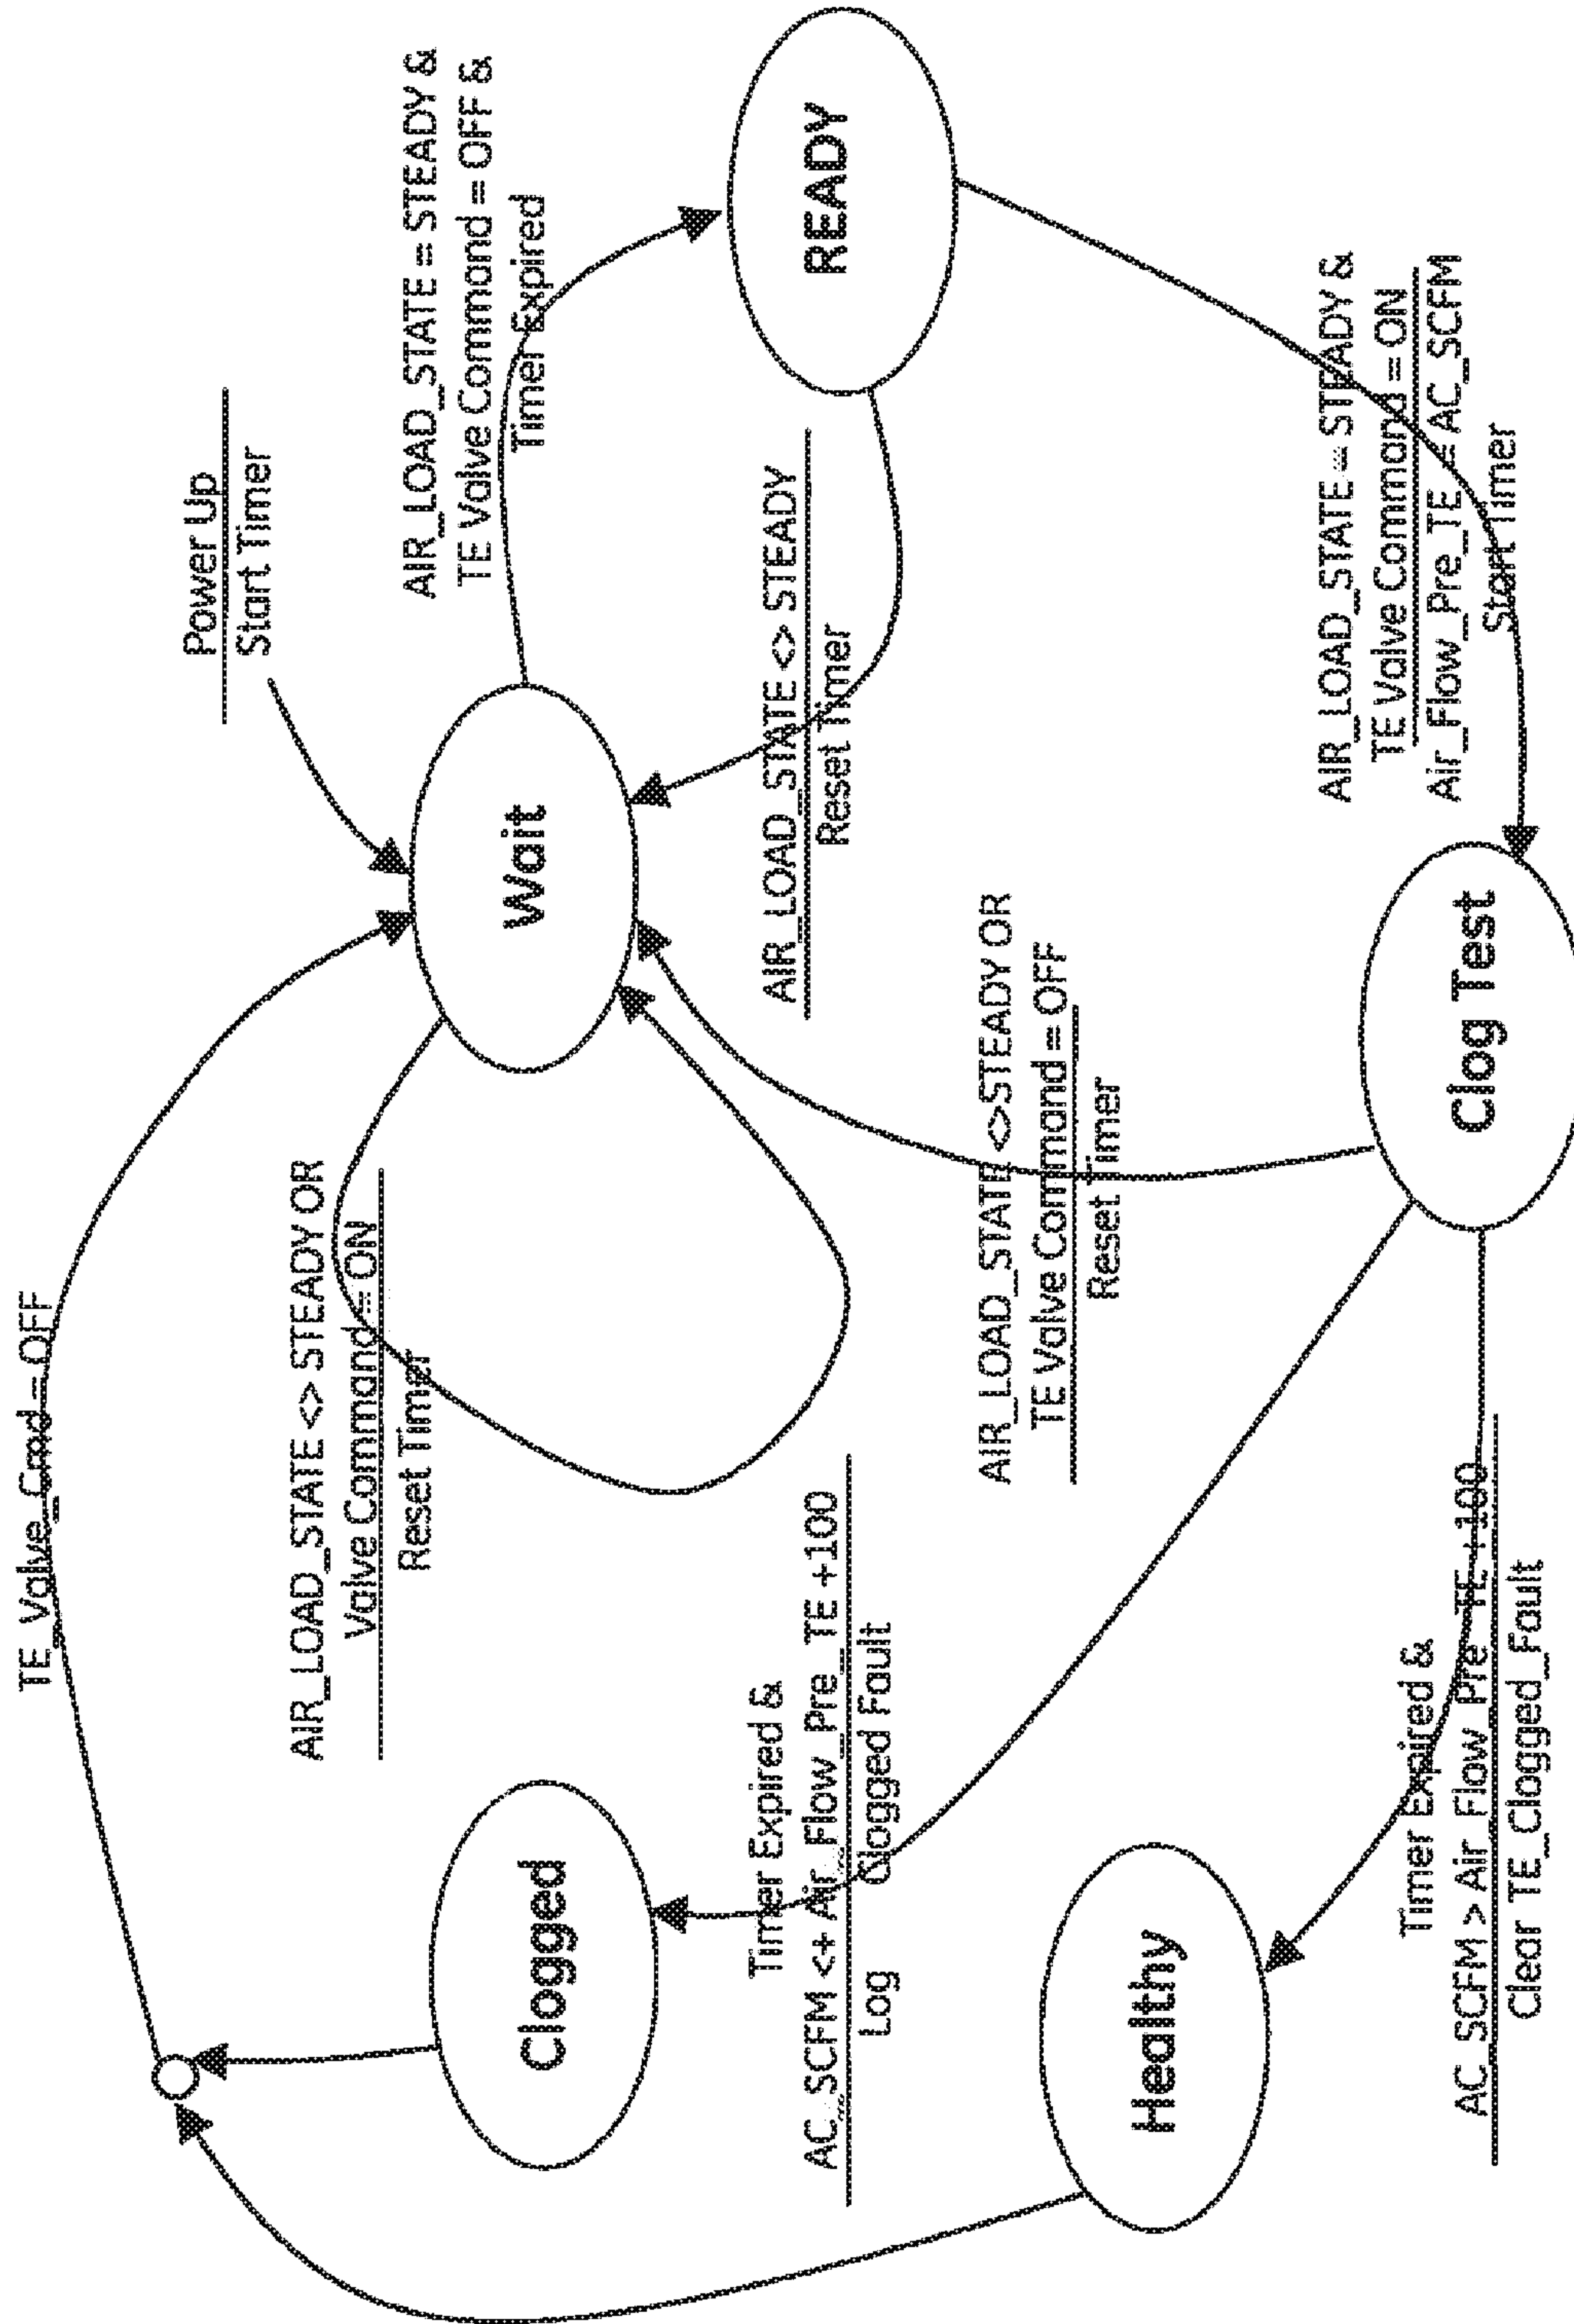 TE_Valve_Cmd = OFF
Power Up
Start Timer
AIR_LOAD_STATE <> STEADY OR
Valve Command = ON
Reset Timer
AIR_LOAD_STATE = STEADY &
TE Valve Command = OFF &
Timer Expired
Clogged
Wait
READY
Timer Expired &
AC_SCFM <+ Air_Flow_Pre_TE +100
Log Clogged Fault
AIR_LOAD_STATE <> STEADY
Reset Timer
AIR_LOAD_STATE <>STEADY OR
TE Valve Command = OFF
Reset Timer
Healthy
Clog Test
Timer Expired &
AC_SCFM > Air_Flow_Pre_TE +100
Clear TE_Clogged_Fault
AIR_LOAD_STATE = STEADY &
TE Valve Command = ON
Air_Flow_Pre_TE = AC_SCFM
Start Timer